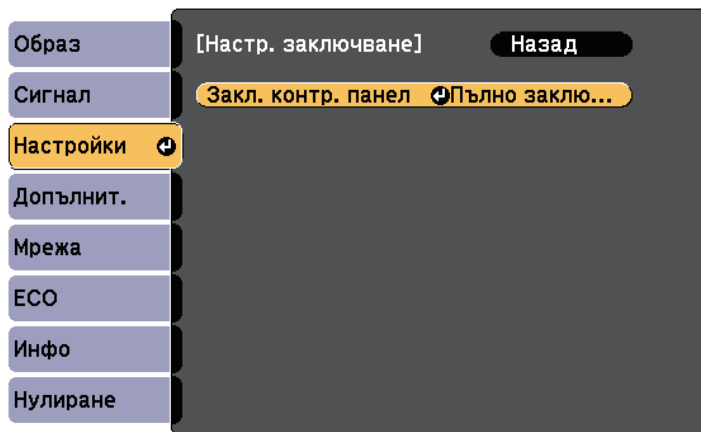 Образ
Сигнал
Настройки
Допълнит.
Мрежа
ECO
Инфо
Нулиране
[Настр. заключване] Назад
Закл. контр. панел Пълно заклю...